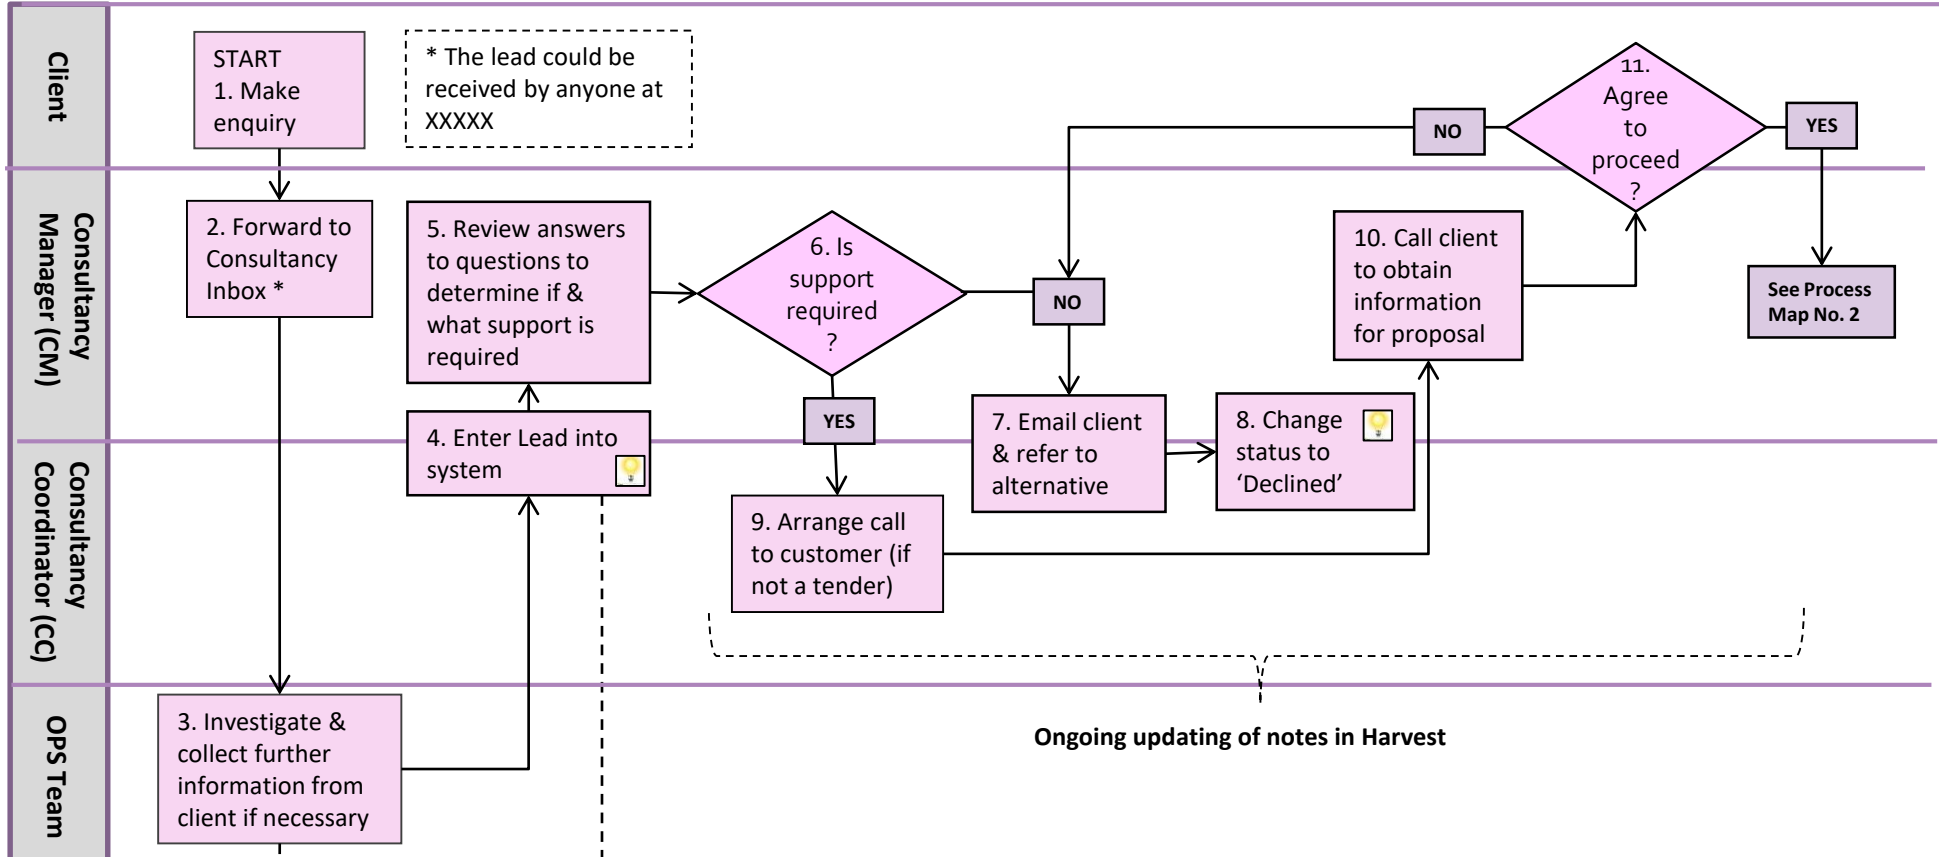 Client
START
1. Make
enquiry
* The lead could be
received by anyone at
XXXXX
NO
11.
Agree
to
proceed
?
YES
Consultancy
Manager (CM)
2. Forward to
Consultancy
Inbox *
5. Review answers
to questions to
determine if &
what support is
required
6. Is
support
required
?
NO
10. Call client
to obtain
information
for proposal
See Process
Map No. 2
YES
7. Email client
& refer to
alternative
8. Change
status to
‘Declined’
Consultancy
Coordinator (CC)
4. Enter Lead into
system
9. Arrange call
to customer (if
not a tender)
OPS Team
3. Investigate &
collect further
information from
client if necessary
Ongoing updating of notes in Harvest